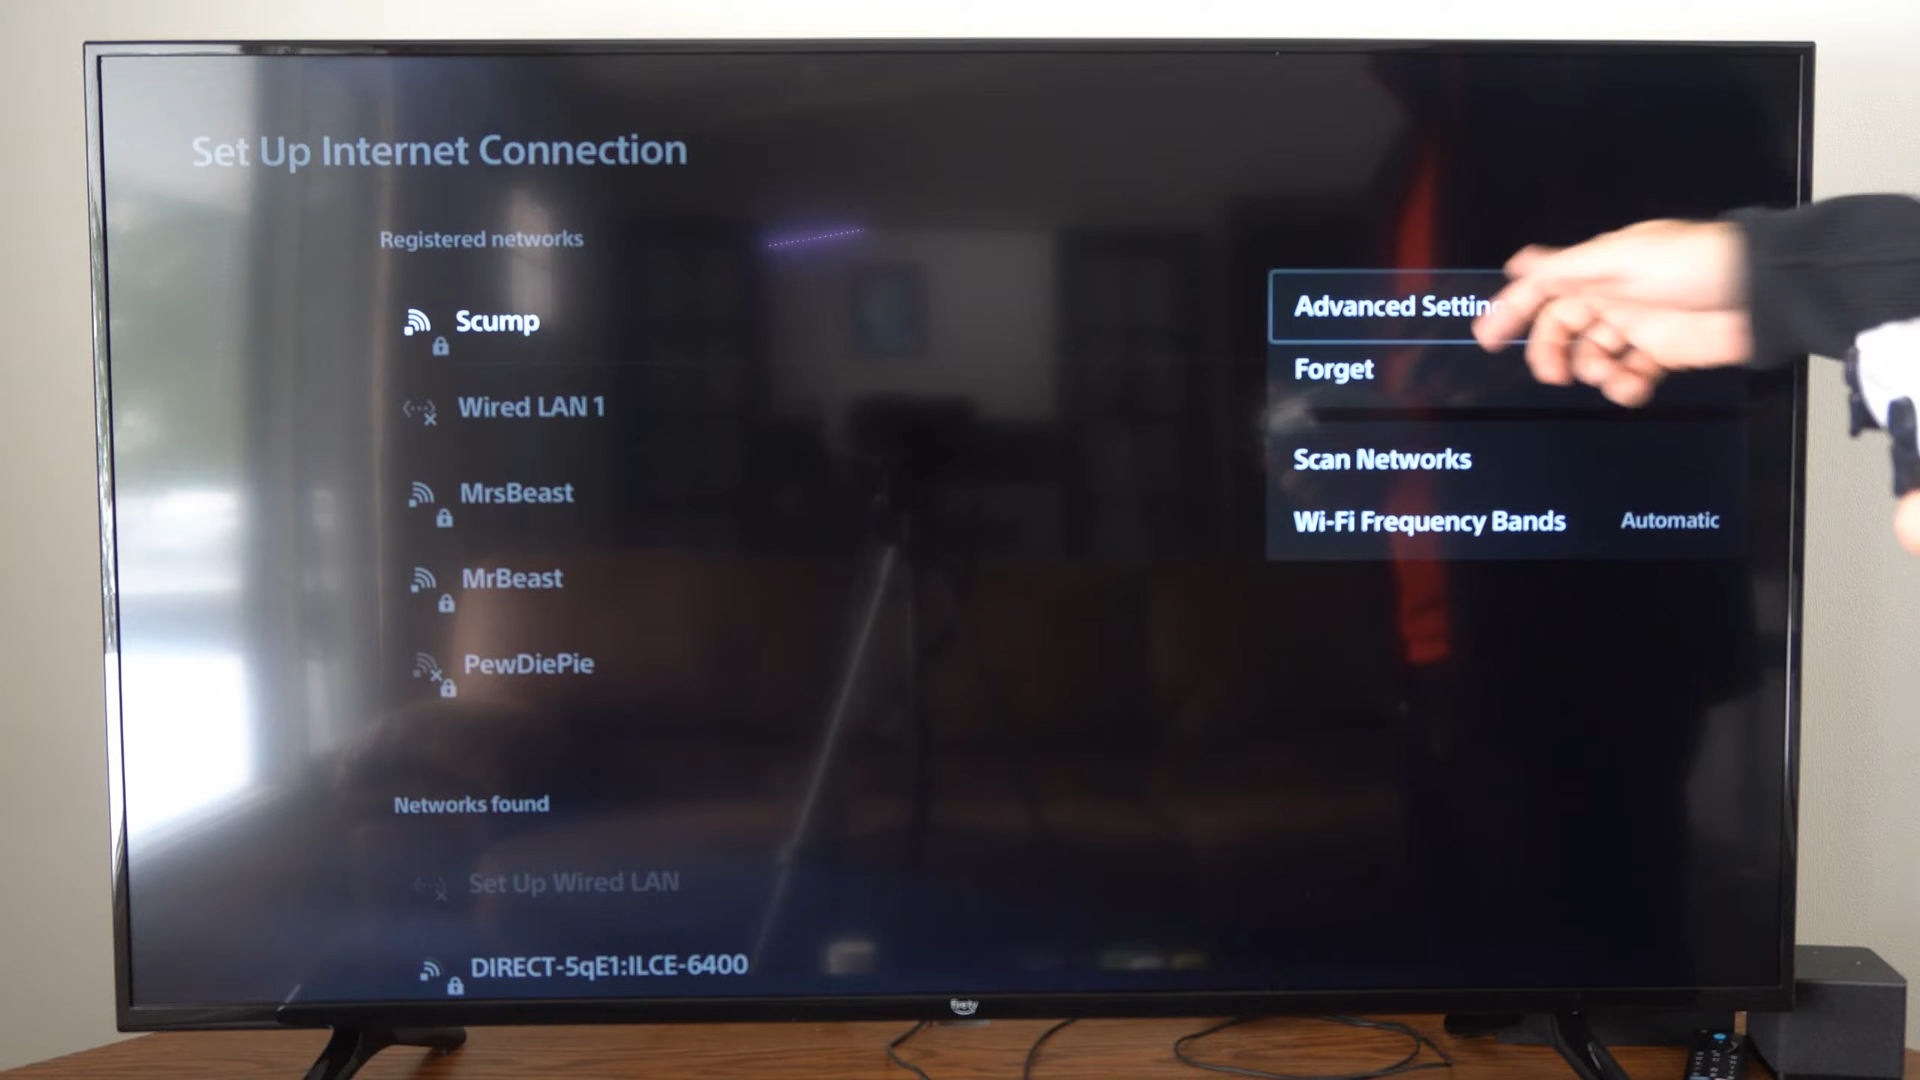 Set Up Internet Connection
Registered networks
Scump
Wired LAN 1
MrsBeast
MrBeast
PewDiePie
Networks found
Set Up Wired LAN
DIRECT-5qE1:ILCE-6400
Advanced Settin
Forget
Scan Networks
Wi-Fi Frequency Bands Automatic